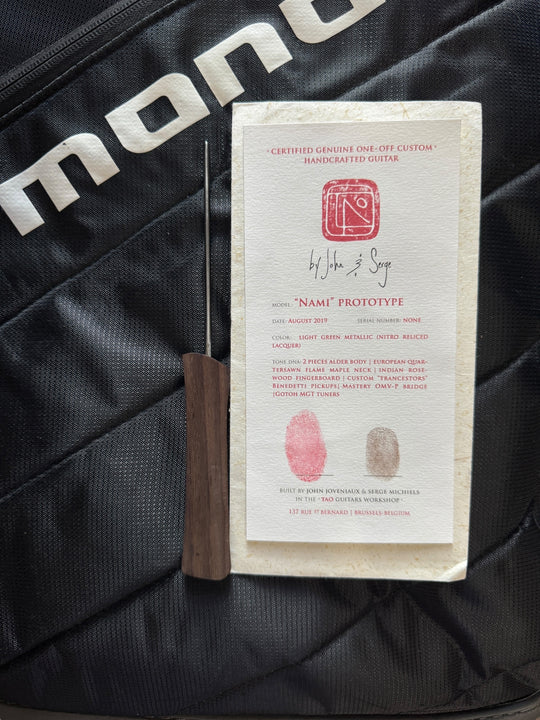 mono
• CERTIFIED GENUINE ONE-OFF CUSTOM •
HANDCRAFTED GUITAR
by John & Serge
MODEL: "NAMI" PROTOTYPE
DATE: AUGUST 2019 SERIAL NUMBER: NONE
COLOR: LIGHT GREEN METALLIC (NITRO RELICED
LACQUER)
TONE DNA: 2 PIECES ALDER BODY | EUROPEAN QUAR-
TERSAWN FLAME MAPLE NECK | INDIAN ROSE-
WOOD FINGERBOARD | CUSTOM "FRANCESTORS"
BENEDETTI PICKUPS| MASTERY OMV-P BRIDGE
|GOTOH MGT TUNERS
BUILT BY JOHN JOVENIAUX & SERGE MICHIELS
IN THE • TAO GUITARS WORKSHOP •
137 RUE ST BERNARD | BRUSSELS-BELGIUM